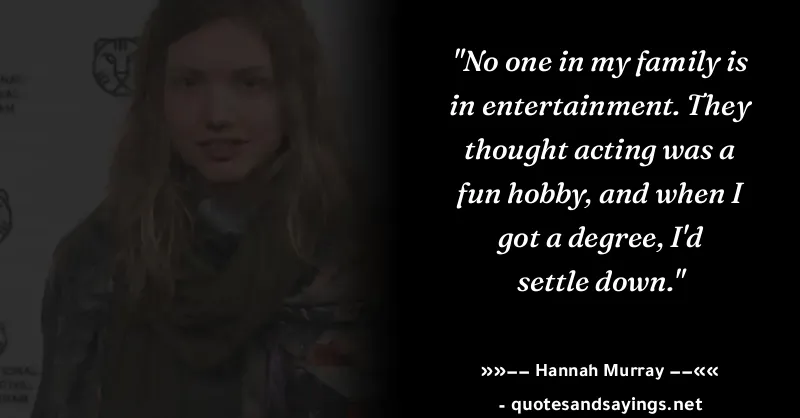 "No one in my family is
in entertainment. They
thought acting was a
fun hobby, and when I
got a degree, I'd
settle down."
»»–– Hannah Murray ––««
- quotesandsayings.net